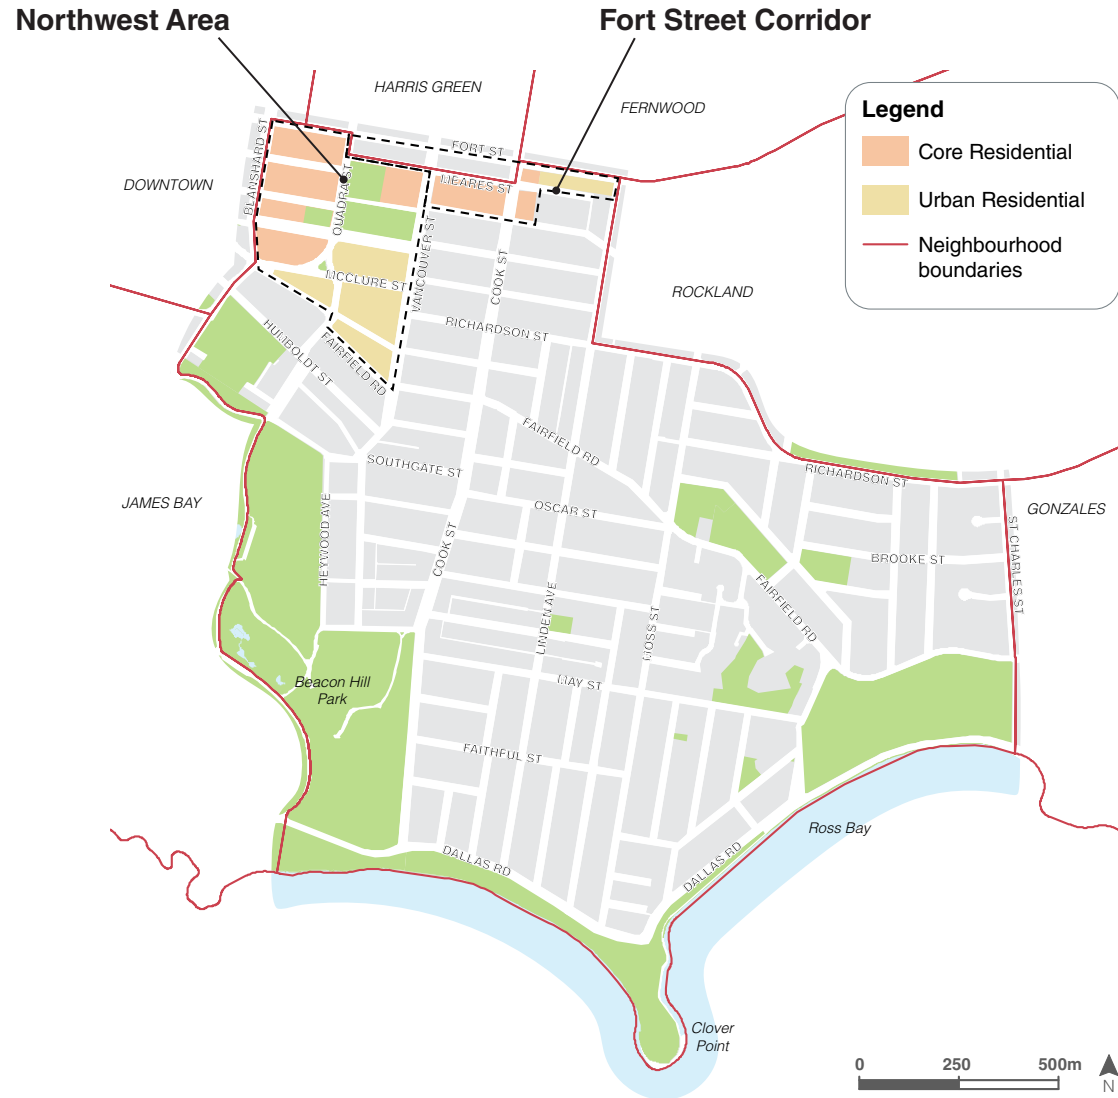 Northwest Area
Fort Street Corridor
HARRIS GREEN
FERNWOOD
Legend
Core Residential
Urban Residential
Neighbourhood
boundaries
DOWNTOWN
BLANSHARD ST
FORT ST
MEARES ST
QUADRA ST
VANCOUVER ST
COOK ST
MCCLURE ST
ROCKLAND
RICHARDSON ST
HUMBOLDT ST
FAIRFIELD RD
FAIRFIELD RD
SOUTHGATE ST
RICHARDSON ST
JAMES BAY
HEYWOOD AVE
OSCAR ST
GONZALES
COOK ST
BROOKE ST
ST CHARLES ST
LINDEN AVE
MOSS ST
FAIRFIELD RD
Beacon Hill
Park
MAY ST
FAITHFUL ST
Ross Bay
DALLAS RD
DALLAS RD
Clover
Point
0 250 500m
N